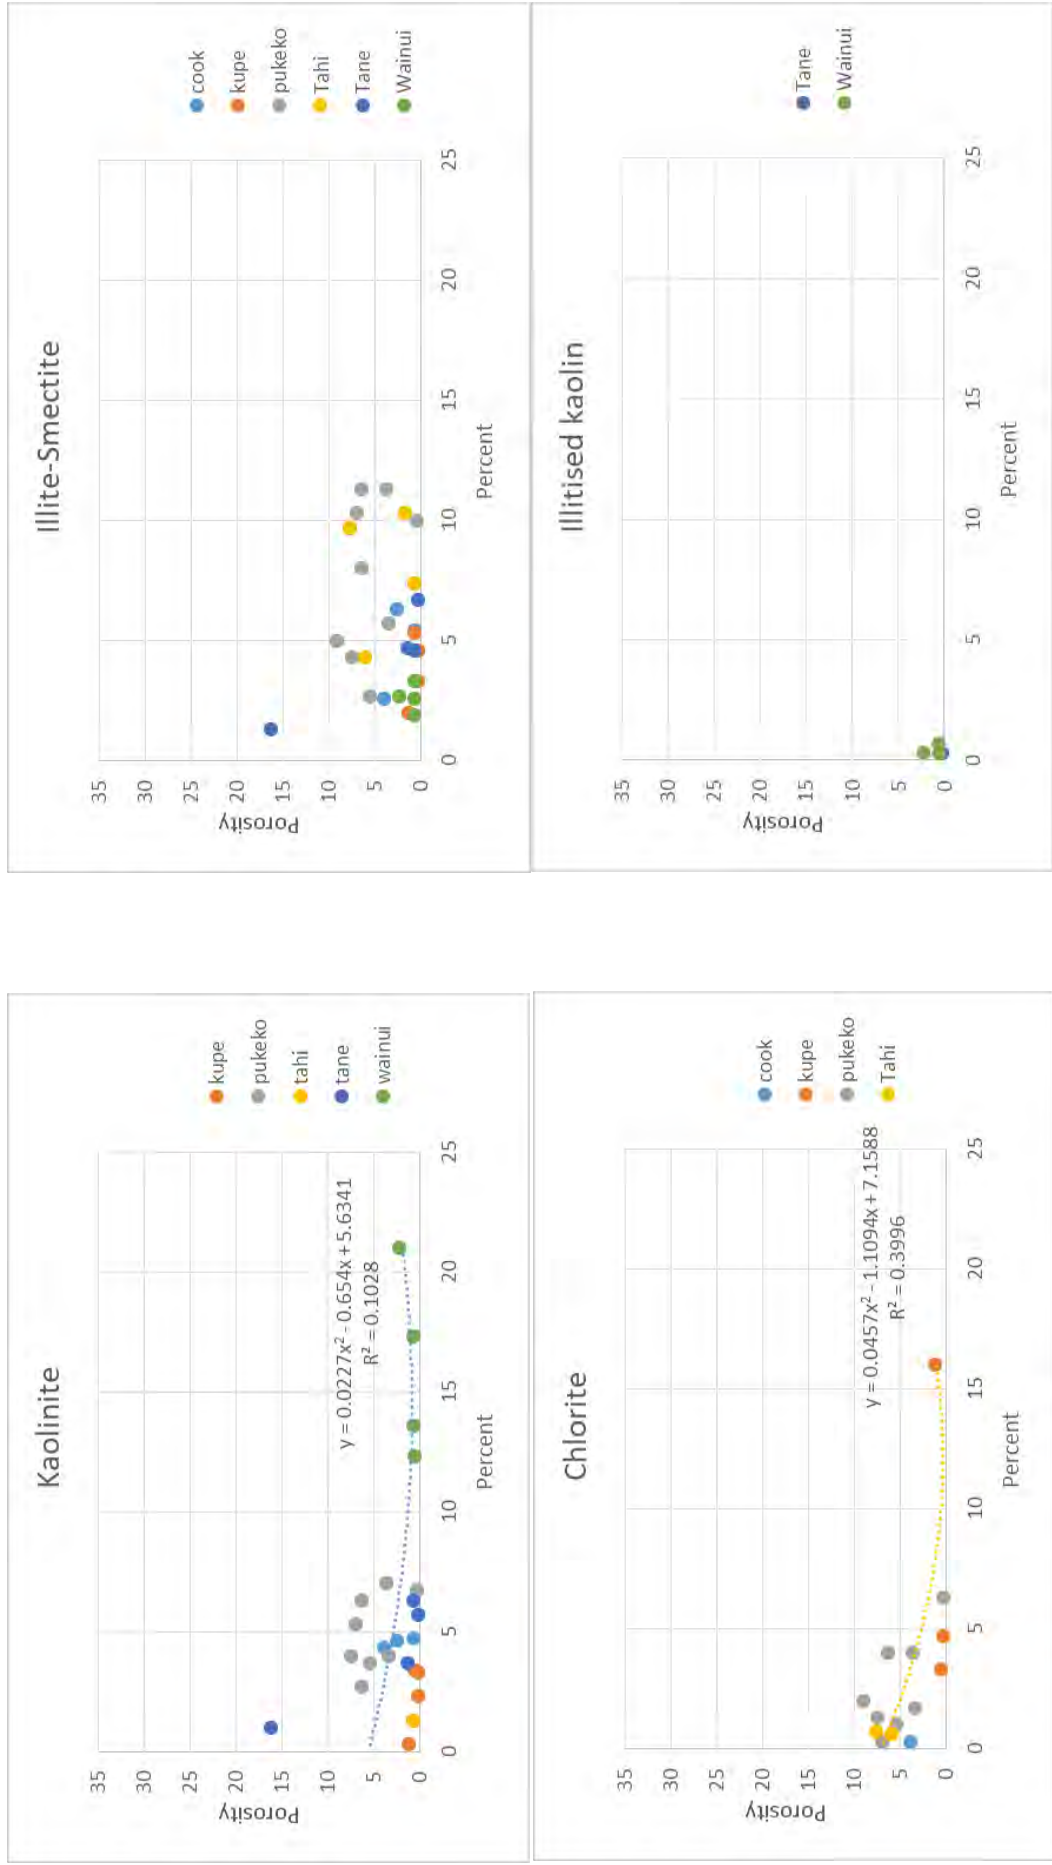 Kaolinite
35
30
25
20
15
10
5
0
Porosity
0
5
10
15
20
25
Percent
y = 0.0227x² - 0.654x + 5.6341
R² = 0.1028
kupe
pukeko
tahi
tane
wainui
Illite-Smectite
35
30
25
20
15
10
5
0
Porosity
0
5
10
15
20
25
Percent
cook
kupe
pukeko
Tahi
Tane
Wainui
Chlorite
35
30
25
20
15
10
5
0
Porosity
0
5
10
15
20
25
Percent
y = 0.0457x² - 1.1094x + 7.1588
R² = 0.3996
cook
kupe
pukeko
Tahi
Illitised kaolin
35
30
25
20
15
10
5
0
Porosity
0
5
10
15
20
25
Percent
Tane
Wainui